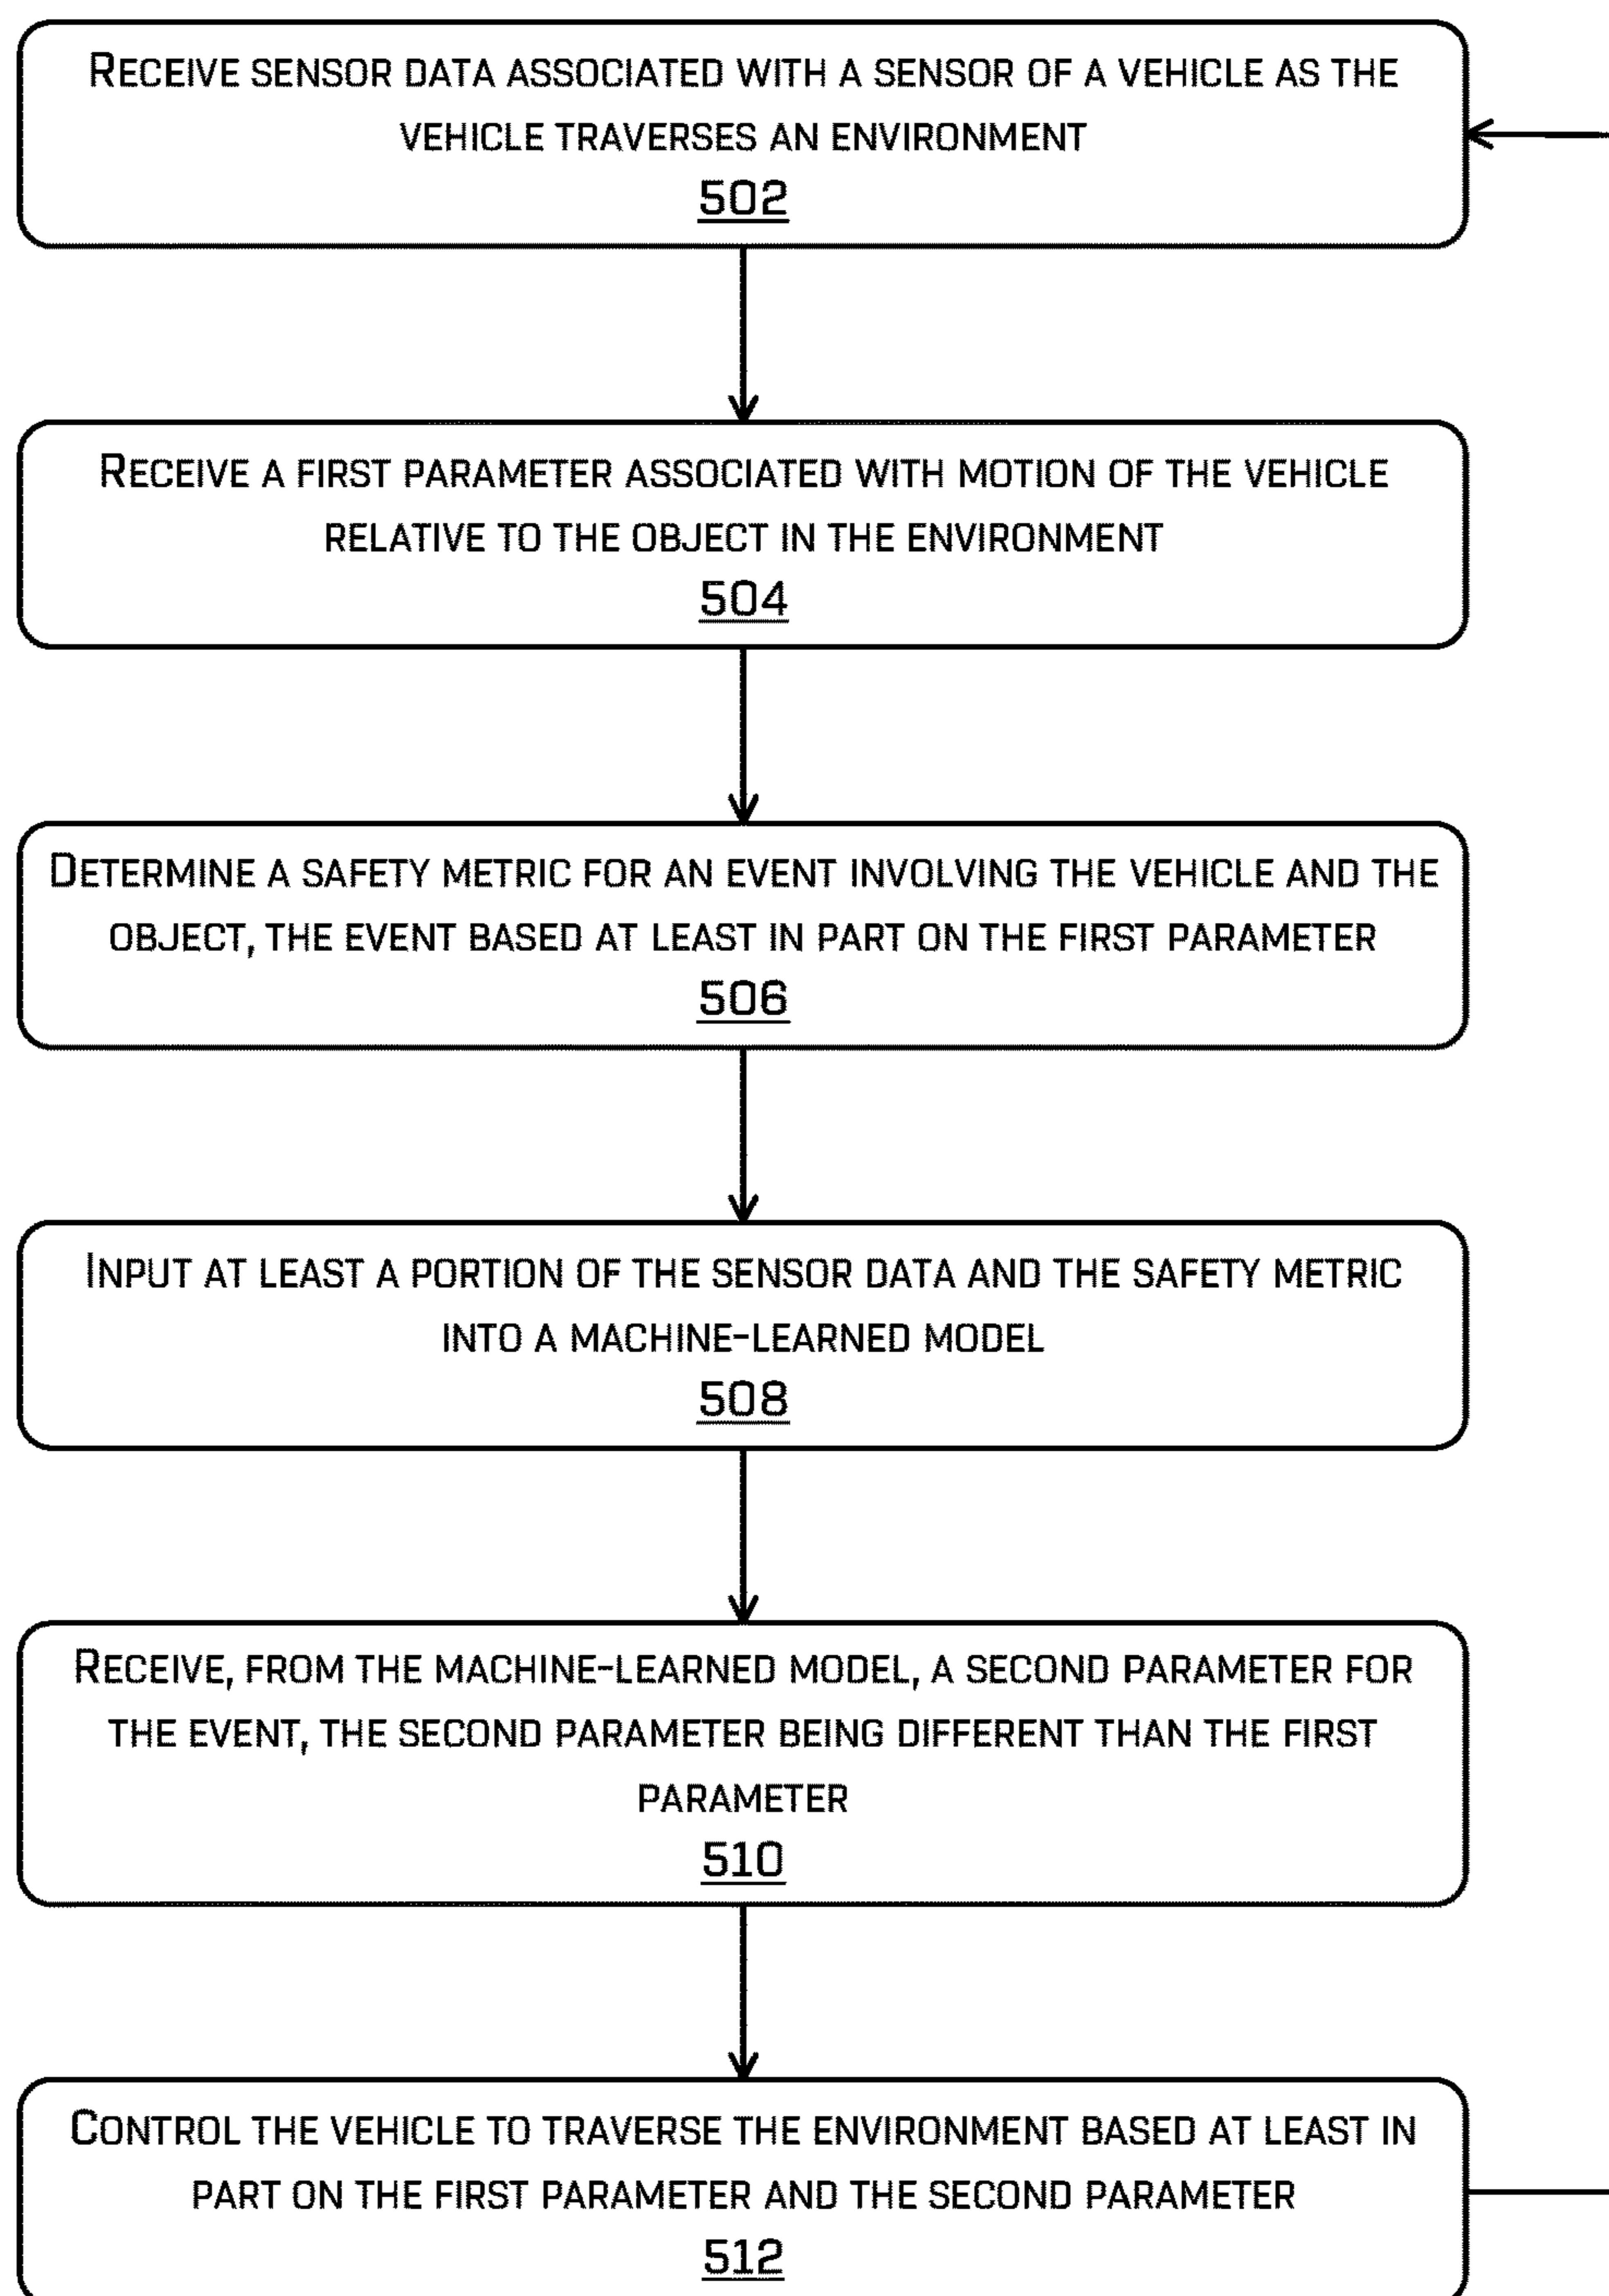 RECEIVE SENSOR DATA ASSOCIATED WITH A SENSOR OF A VEHICLE AS THE
VEHICLE TRAVERSES AN ENVIRONMENT
502
RECEIVE A FIRST PARAMETER ASSOCIATED WITH MOTION OF THE VEHICLE
RELATIVE TO THE OBJECT IN THE ENVIRONMENT
504
DETERMINE A SAFETY METRIC FOR AN EVENT INVOLVING THE VEHICLE AND THE
OBJECT, THE EVENT BASED AT LEAST IN PART ON THE FIRST PARAMETER
506
INPUT AT LEAST A PORTION OF THE SENSOR DATA AND THE SAFETY METRIC
INTO A MACHINE-LEARNED MODEL
508
RECEIVE, FROM THE MACHINE-LEARNED MODEL, A SECOND PARAMETER FOR
THE EVENT, THE SECOND PARAMETER BEING DIFFERENT THAN THE FIRST
PARAMETER
510
CONTROL THE VEHICLE TO TRAVERSE THE ENVIRONMENT BASED AT LEAST IN
PART ON THE FIRST PARAMETER AND THE SECOND PARAMETER
512